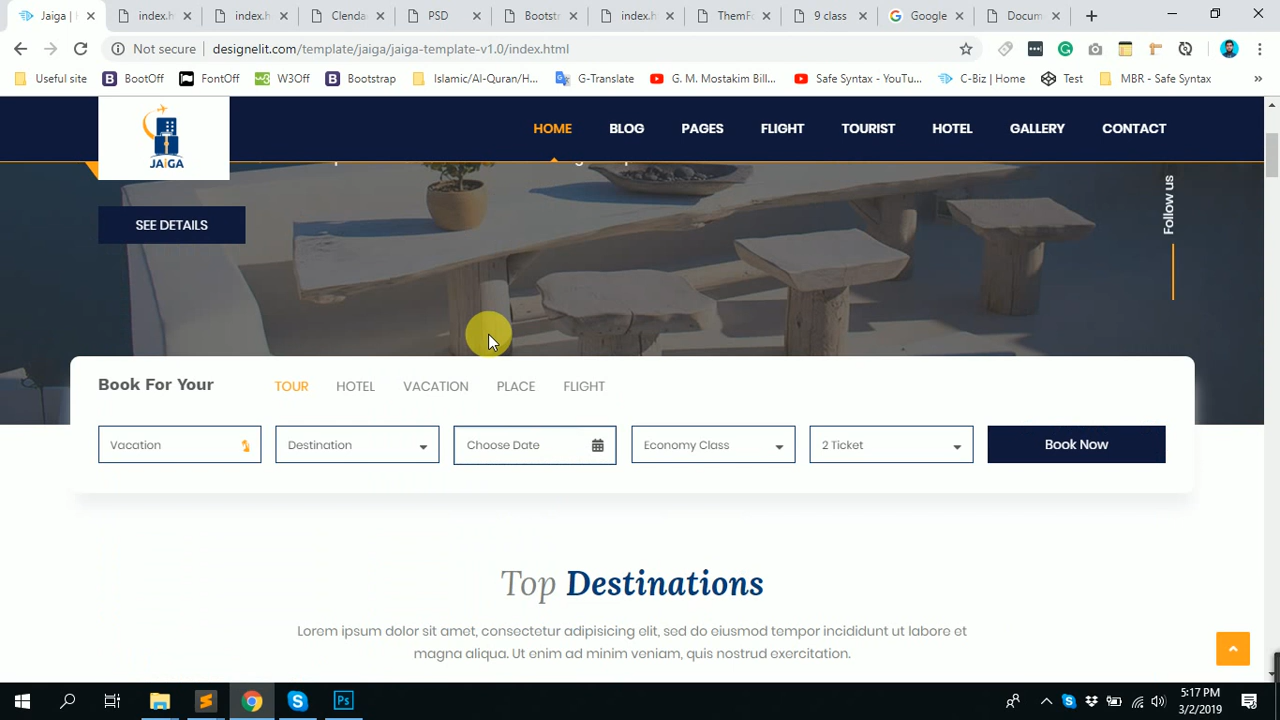 Jaiga |
index.h
index.h
Clenda
PSD
Bootst
index.h
ThemFo
9 class
Google
Docum
Not secure
designelit.com/template/jaiga/jaiga-template-v1.0/index.html
Useful site
BootOff
FontOff
W3Off
Bootstrap
Islamic/Al-Quran/H...
G-Translate
G. M. Mostakim Bill...
Safe Syntax - YouTu...
C-Biz | Home
Test
MBR - Safe Syntax
»
JAIGA
HOME
BLOG
PAGES
FLIGHT
TOURIST
HOTEL
GALLERY
CONTACT
SEE DETAILS
Follow us
Book For Your
TOUR
HOTEL
VACATION
PLACE
FLIGHT
Vacation
Destination
Choose Date
Economy Class
2 Ticket
Book Now
Top Destinations
Lorem ipsum dolor sit amet, consectetur adipisicing elit, sed do eiusmod tempor incididunt ut labore et
magna aliqua. Ut enim ad minim veniam, quis nostrud exercitation.
5:17 PM
3/2/2019